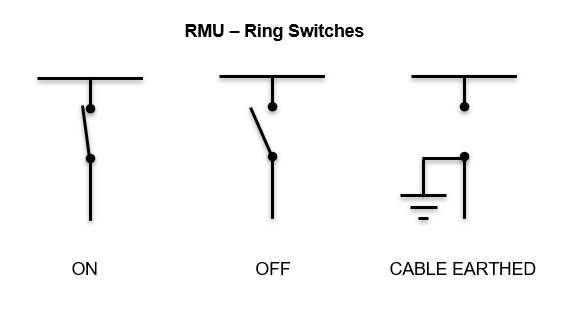 RMU – Ring Switches
ON
OFF
CABLE EARTHED